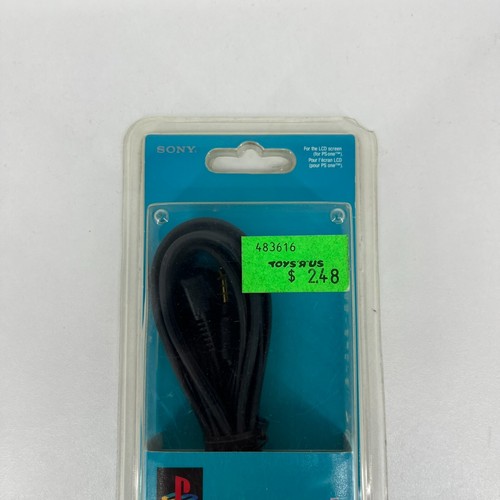 SONY
For the LCD screen
(for PS one™).
Pour l'écran LCD
(pour PS one™).
483616
TOYS"R"US
$ 2.48